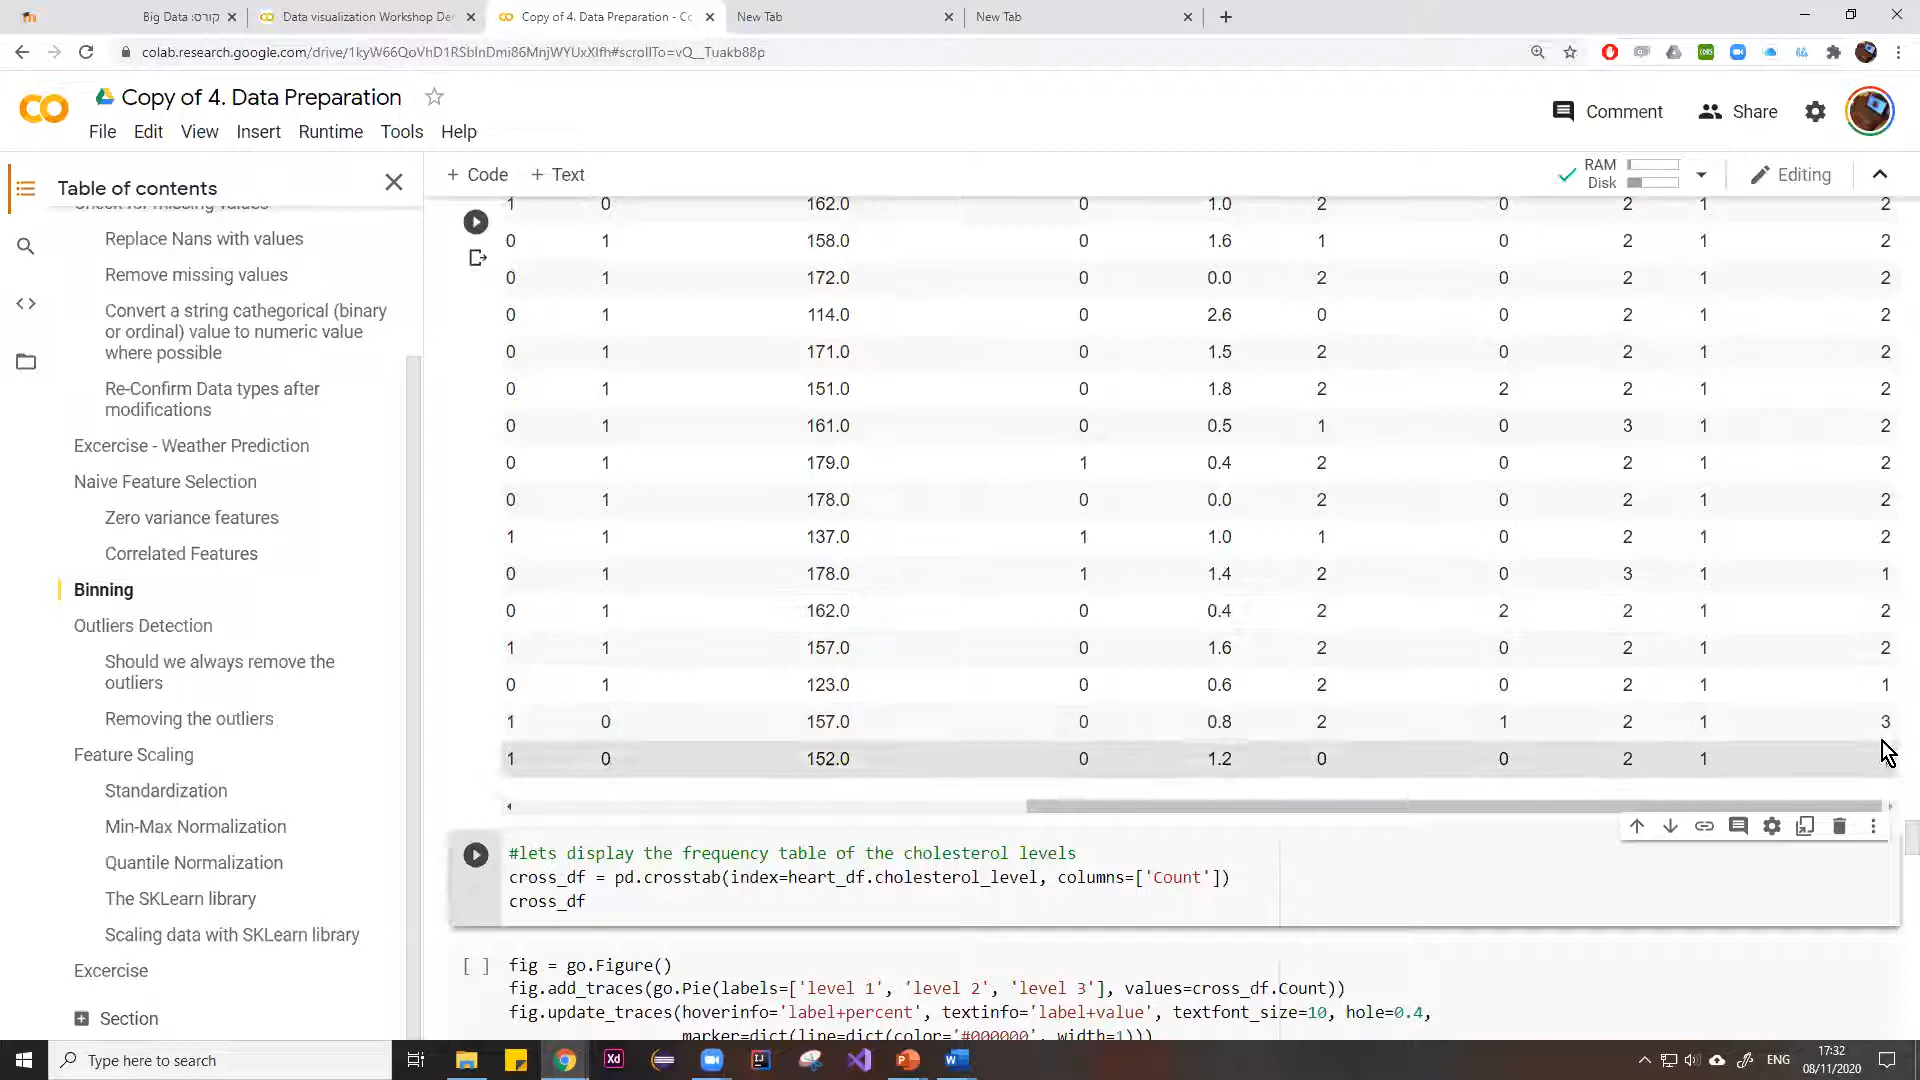 Big Data :קורס
Data visualization Workshop De
Copy of 4. Data Preparation - Co
New Tab
New Tab
colab.research.google.com/drive/1kyW66QoVhD1RSbInDmi86MnjWYUxXlfh#scrollTo=vQ__Tuakb88p
Copy of 4. Data Preparation
Comment
Share
File Edit View Insert Runtime Tools Help
Table of contents
+ Code + Text
RAM
Disk
Editing
Check for missing values
Replace Nans with values
Remove missing values
Convert a string cathegorical (binary
or ordinal) value to numeric value
where possible
Re-Confirm Data types after
modifications
Excercise - Weather Prediction
Naive Feature Selection
Zero variance features
Correlated Features
Binning
Outliers Detection
Should we always remove the
outliers
Removing the outliers
Feature Scaling
Standardization
Min-Max Normalization
Quantile Normalization
The SKLearn library
Scaling data with SKLearn library
Excercise
Section
1 0 162.0 0 1.0 2 0 2 1 2
0 1 158.0 0 1.6 1 0 2 1 2
0 1 172.0 0 0.0 2 0 2 1 2
0 1 114.0 0 2.6 0 0 2 1 2
0 1 171.0 0 1.5 2 0 2 1 2
0 1 151.0 0 1.8 2 2 2 1 2
0 1 161.0 0 0.5 1 0 3 1 2
0 1 179.0 1 0.4 2 0 2 1 2
0 1 178.0 0 0.0 2 0 2 1 2
1 1 137.0 1 1.0 1 0 2 1 2
0 1 178.0 1 1.4 2 0 3 1 1
0 1 162.0 0 0.4 2 2 2 1 2
1 1 157.0 0 1.6 2 0 2 1 2
0 1 123.0 0 0.6 2 0 2 1 1
1 0 157.0 0 0.8 2 1 2 1 3
1 0 152.0 0 1.2 0 0 2 1
#lets display the frequency table of the cholesterol levels
cross_df = pd.crosstab(index=heart_df.cholesterol_level, columns=['Count'])
cross_df
[ ] fig = go.Figure()
fig.add_traces(go.Pie(labels=['level 1', 'level 2', 'level 3'], values=cross_df.Count))
fig.update_traces(hoverinfo='label+percent', textinfo='label+value', textfont_size=10, hole=0.4,
marker=dict(line=dict(color='#000000', width=1)))
Type here to search
ENG
17:32
08/11/2020